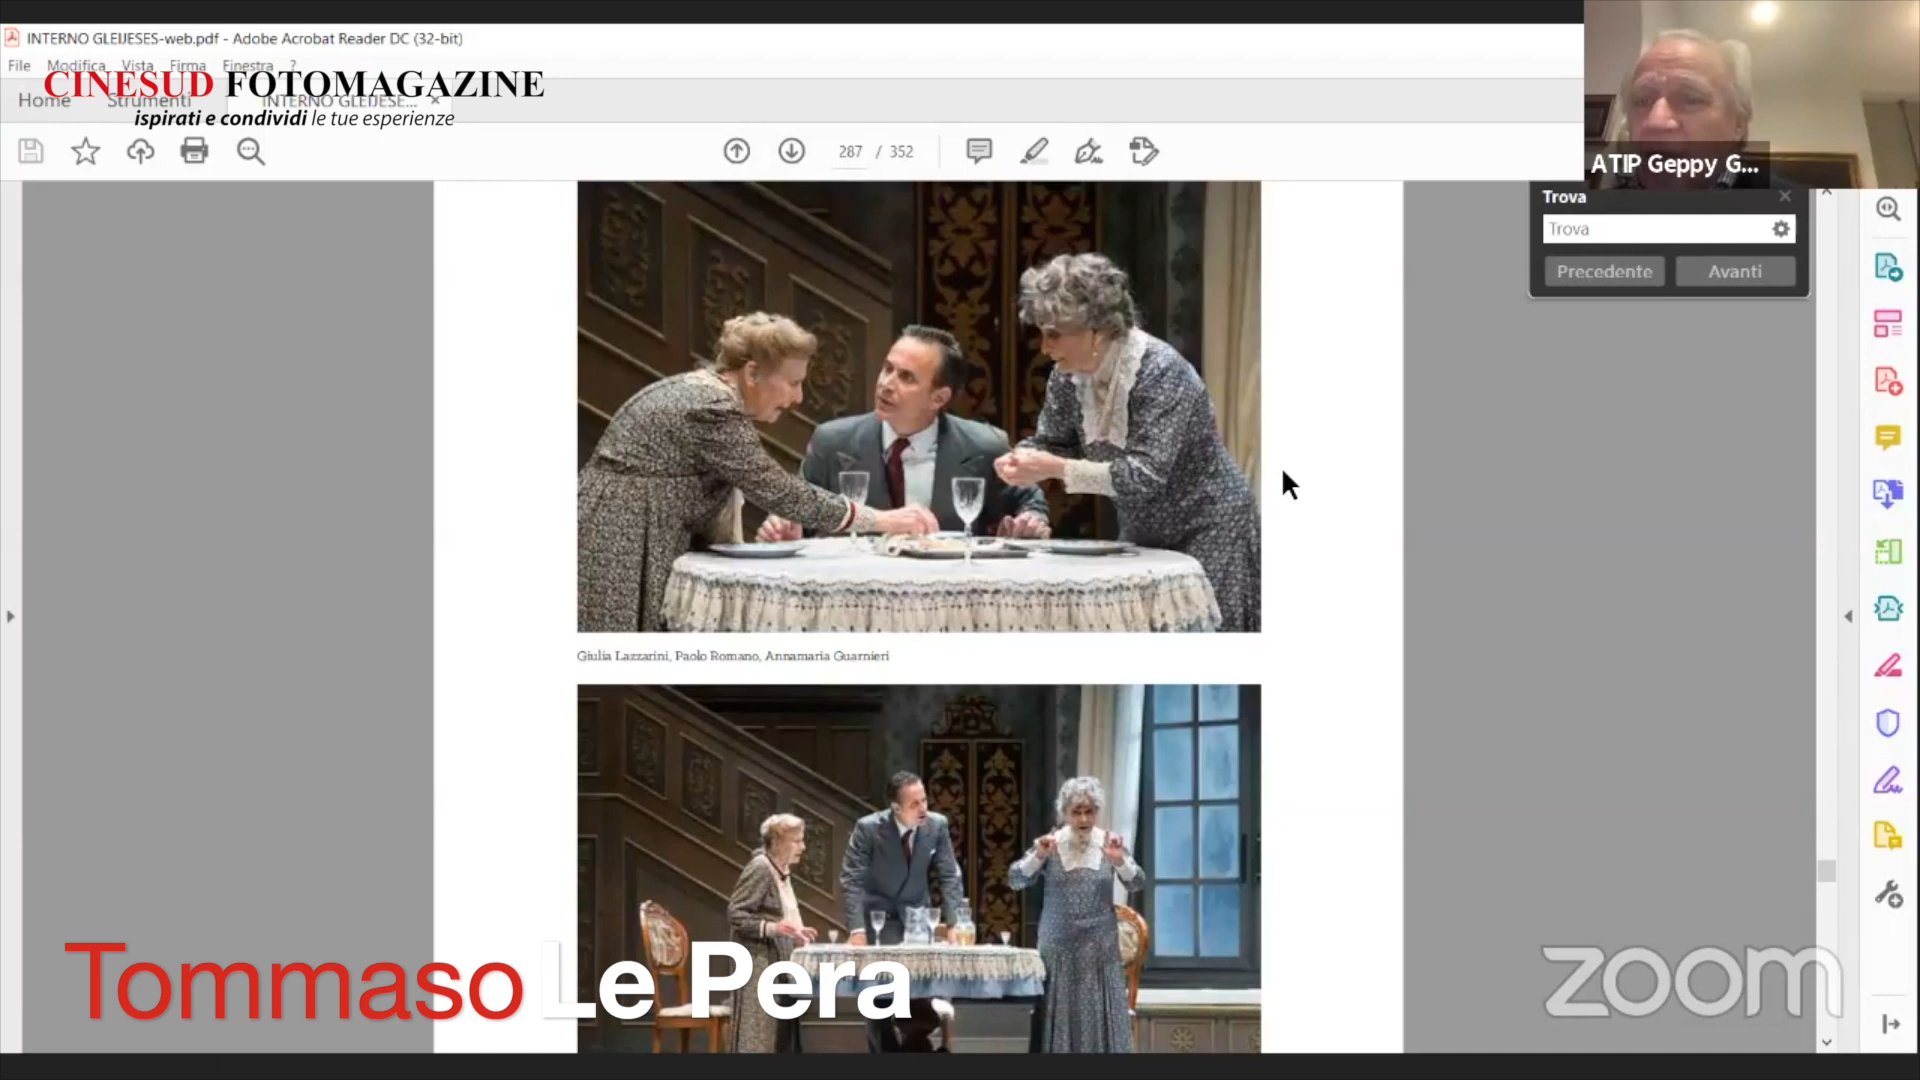 INTERNO GLEIJESES-web.pdf - Adobe Acrobat Reader DC (32-bit)
File Modifica Vista Firma Finestra ?
CINESUD FOTOMAGAZINE
Home Strumenti INTERNO GLEIJESE... ×
ispirati e condividi le tue esperienze
287 / 352
ATIP Geppy G...
Trova
Trova
Precedente Avanti
Giulia Lazzarini, Paolo Romano, Annamaria Guarnieri
Tommaso Le Pera
zoom